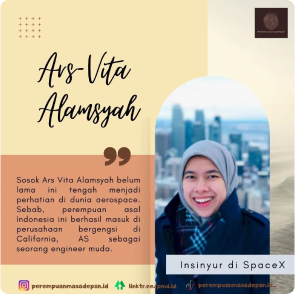 Ars-Vita
Alamsyah
Sosok Ars Vita Alamsyah belum
lama ini tengah menjadi
perhatian di dunia aerospace.
Sebab, perempuan asal
Indonesia ini berhasil masuk di
perusahaan bergengsi di
California, AS sebagai
seorang engineer muda.
Insinyur di SpaceX
perempuanmasadepan.id
perempuanmasadepan.id